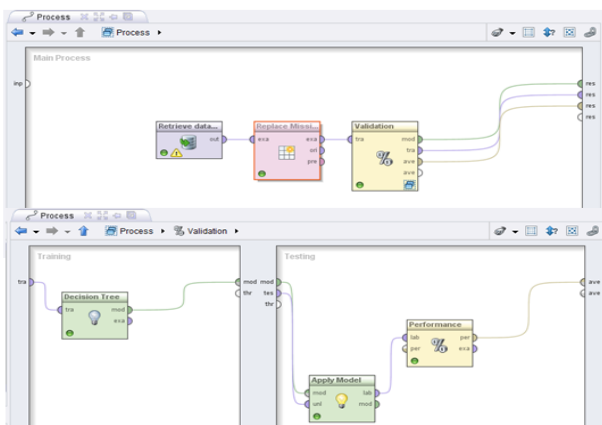 Process
Process
Main Process
inp
res
res
res
res
Retrieve data...
out
Replace Missi...
exa
exa
ori
pre
Validation
tra
mod
tra
ave
ave
Process
Process
Validation
Training
tra
Decision Tree
tra
mod
exa
mod
thr
Testing
mod
tes
thr
Apply Model
mod
unl
lab
mod
Performance
lab
per
per
exa
ave
ave